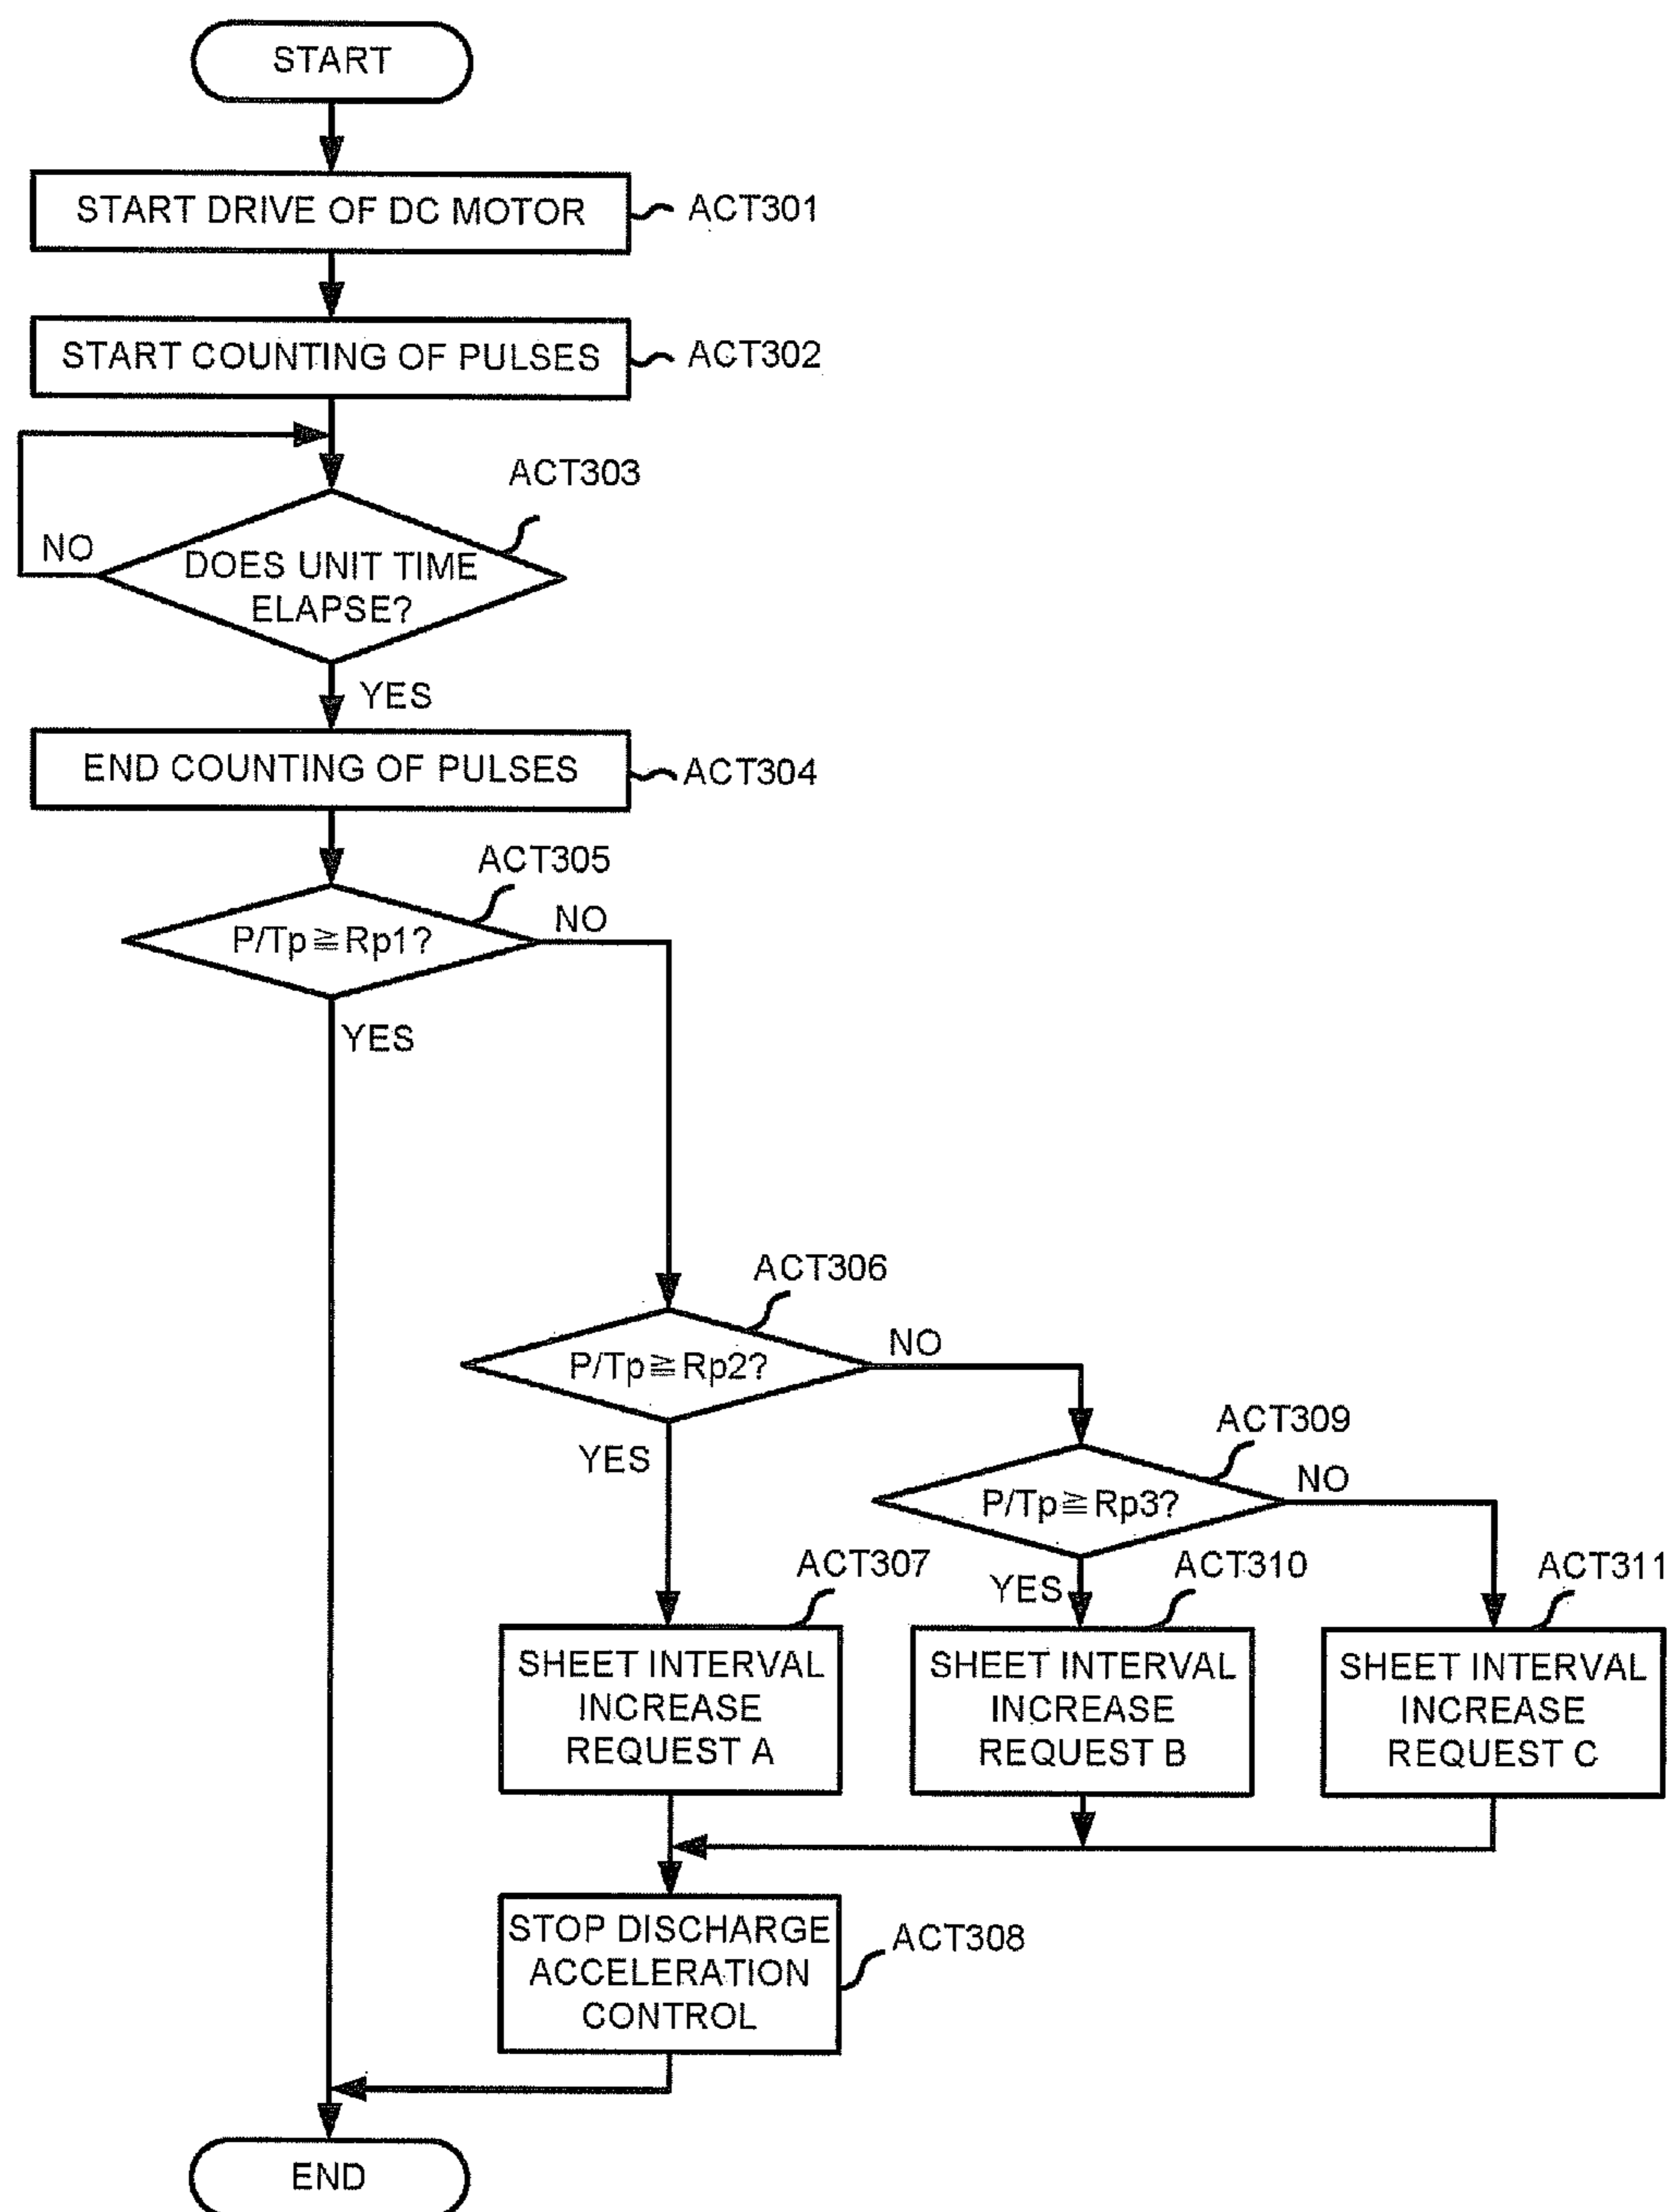 START
START DRIVE OF DC MOTOR
ACT301
START COUNTING OF PULSES
ACT302
ACT303
NO
DOES UNIT TIME
ELAPSE?
YES
END COUNTING OF PULSES
ACT304
ACT305
P/Tp≧Rp1?
NO
YES
ACT306
P/Tp≧Rp2?
NO
YES
ACT309
P/Tp≧Rp3?
NO
YES
ACT307
SHEET INTERVAL
INCREASE
REQUEST A
ACT310
SHEET INTERVAL
INCREASE
REQUEST B
ACT311
SHEET INTERVAL
INCREASE
REQUEST C
STOP DISCHARGE
ACCELERATION
CONTROL
ACT308
END